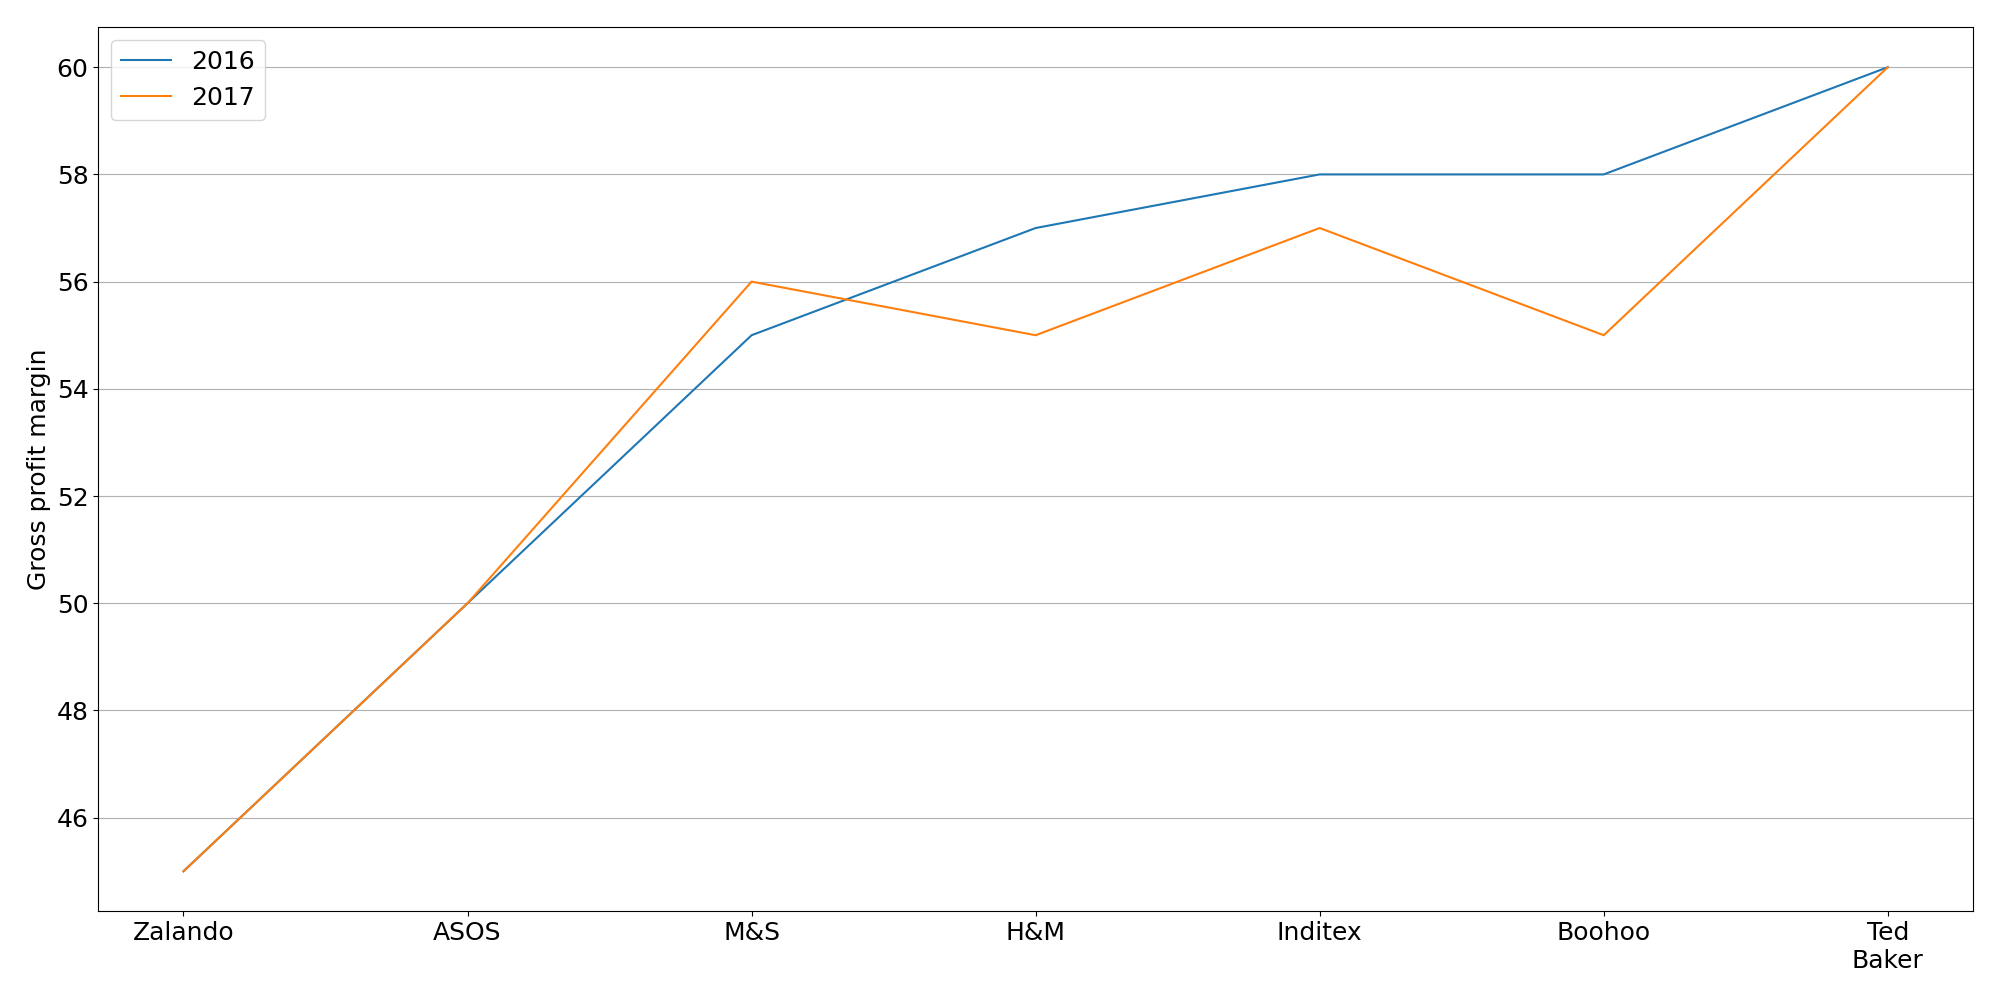 2016
2017
60
58
56
54
52
50
48
46
Gross profit margin
Zalando
ASOS
M&S
H&M
Inditex
Boohoo
Ted
Baker